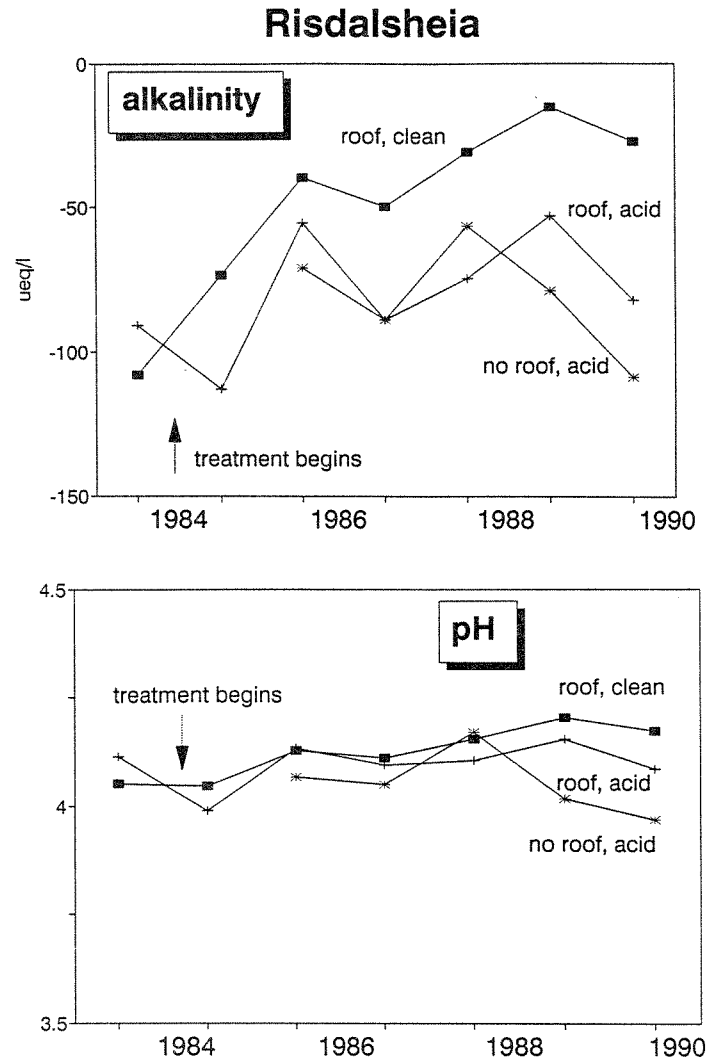 Risdalsheia
0
alkalinity
roof, clean
-50
roof, acid
ueq/l
-100
no roof, acid
treatment begins
-150
1984 1986 1988 1990
4.5
pH
treatment begins
roof, clean
roof, acid
4
no roof, acid
3.5
1984 1986 1988 1990